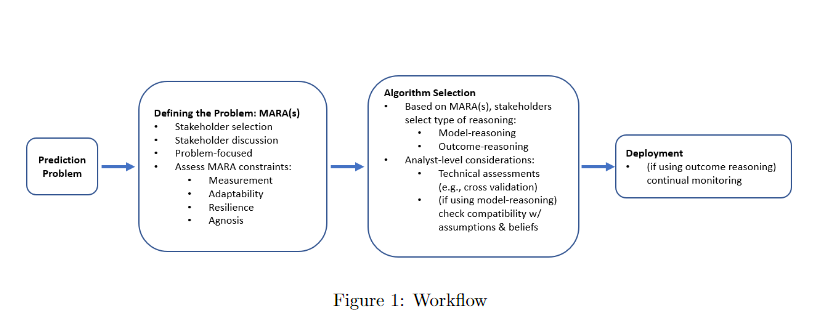 Prediction
Problem
Defining the Problem: MARA(s)
• Stakeholder selection
• Stakeholder discussion
• Problem-focused
• Assess MARA constraints:
• Measurement
• Adaptability
• Resilience
• Agnosis
Algorithm Selection
• Based on MARA(s), stakeholders
select type of reasoning:
• Model-reasoning
• Outcome-reasoning
• Analyst-level considerations:
• Technical assessments
(e.g., cross validation)
• (if using model-reasoning)
check compatibility w/
assumptions & beliefs
Deployment
• (if using outcome reasoning)
continual monitoring
Figure 1: Workflow